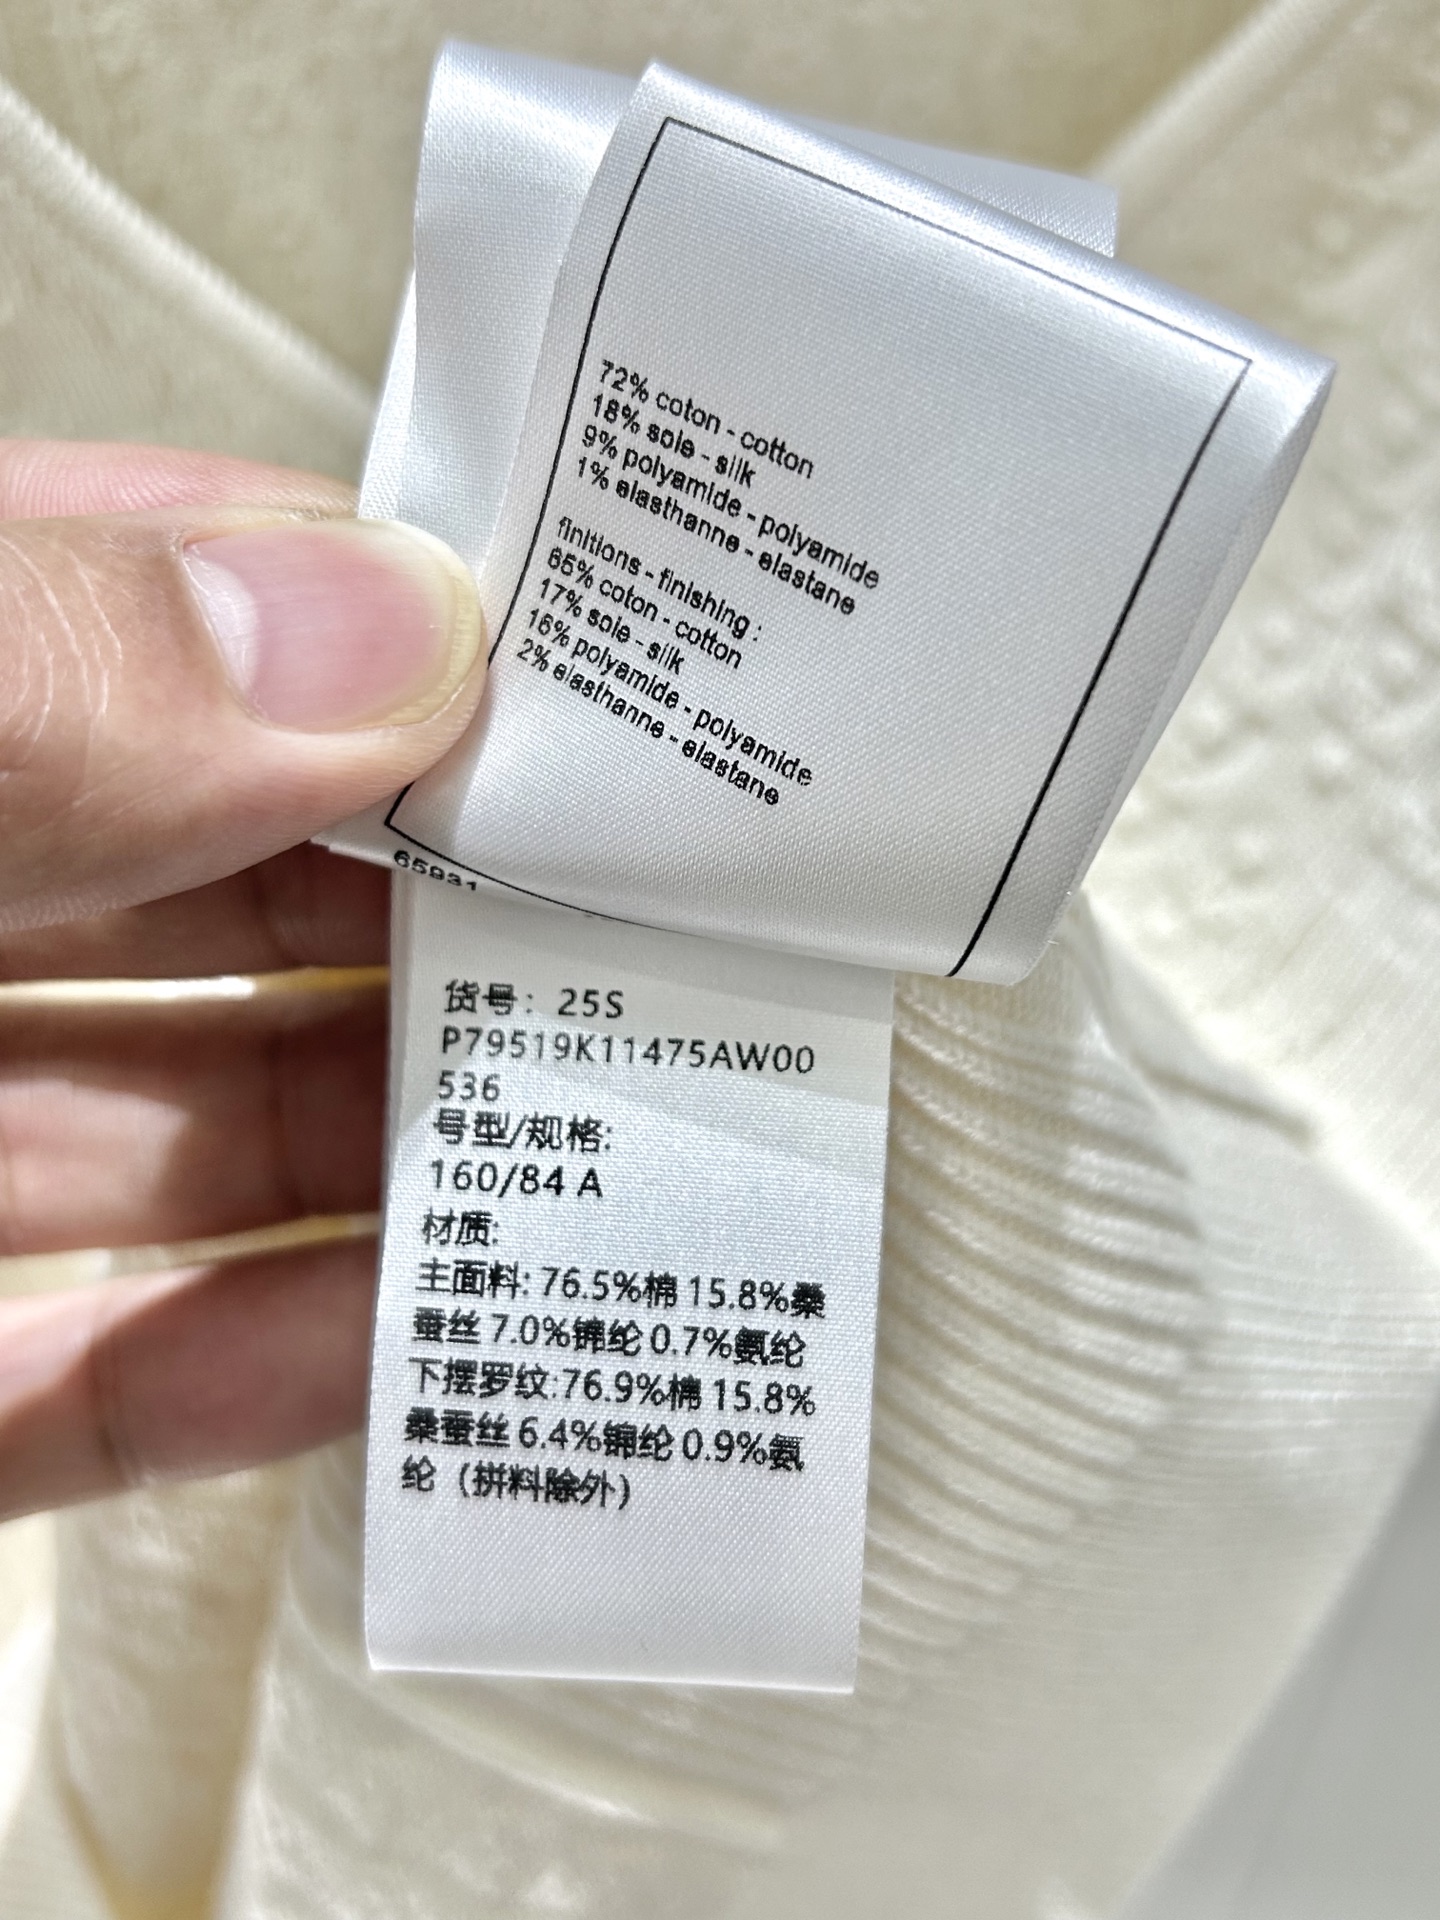 72% coton - cotton
18% soie - silk
9% polyamide - polyamide
1% elasthanne - elastane
finitions - finishing :
65% coton - cotton
17% soie - silk
16% polyamide - polyamide
2% elasthanne - elastane
65931
货号: 25S
P79519K11475AW00
536
号型/规格:
160/84 A
材质:
主面料: 76.5%棉 15.8%桑
蚕丝 7.0%锦纶 0.7%氨纶
下摆罗纹:76.9%棉 15.8%
桑蚕丝 6.4%锦纶 0.9%氨
纶（拼料除外）